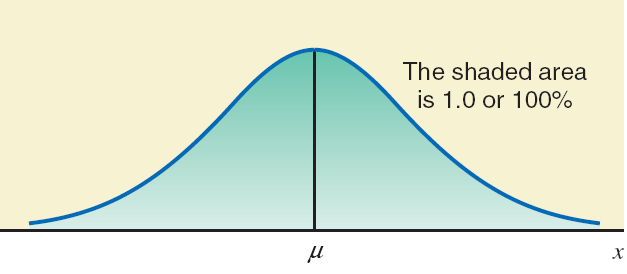 The shaded area
is 1.0 or 100%
μ
x